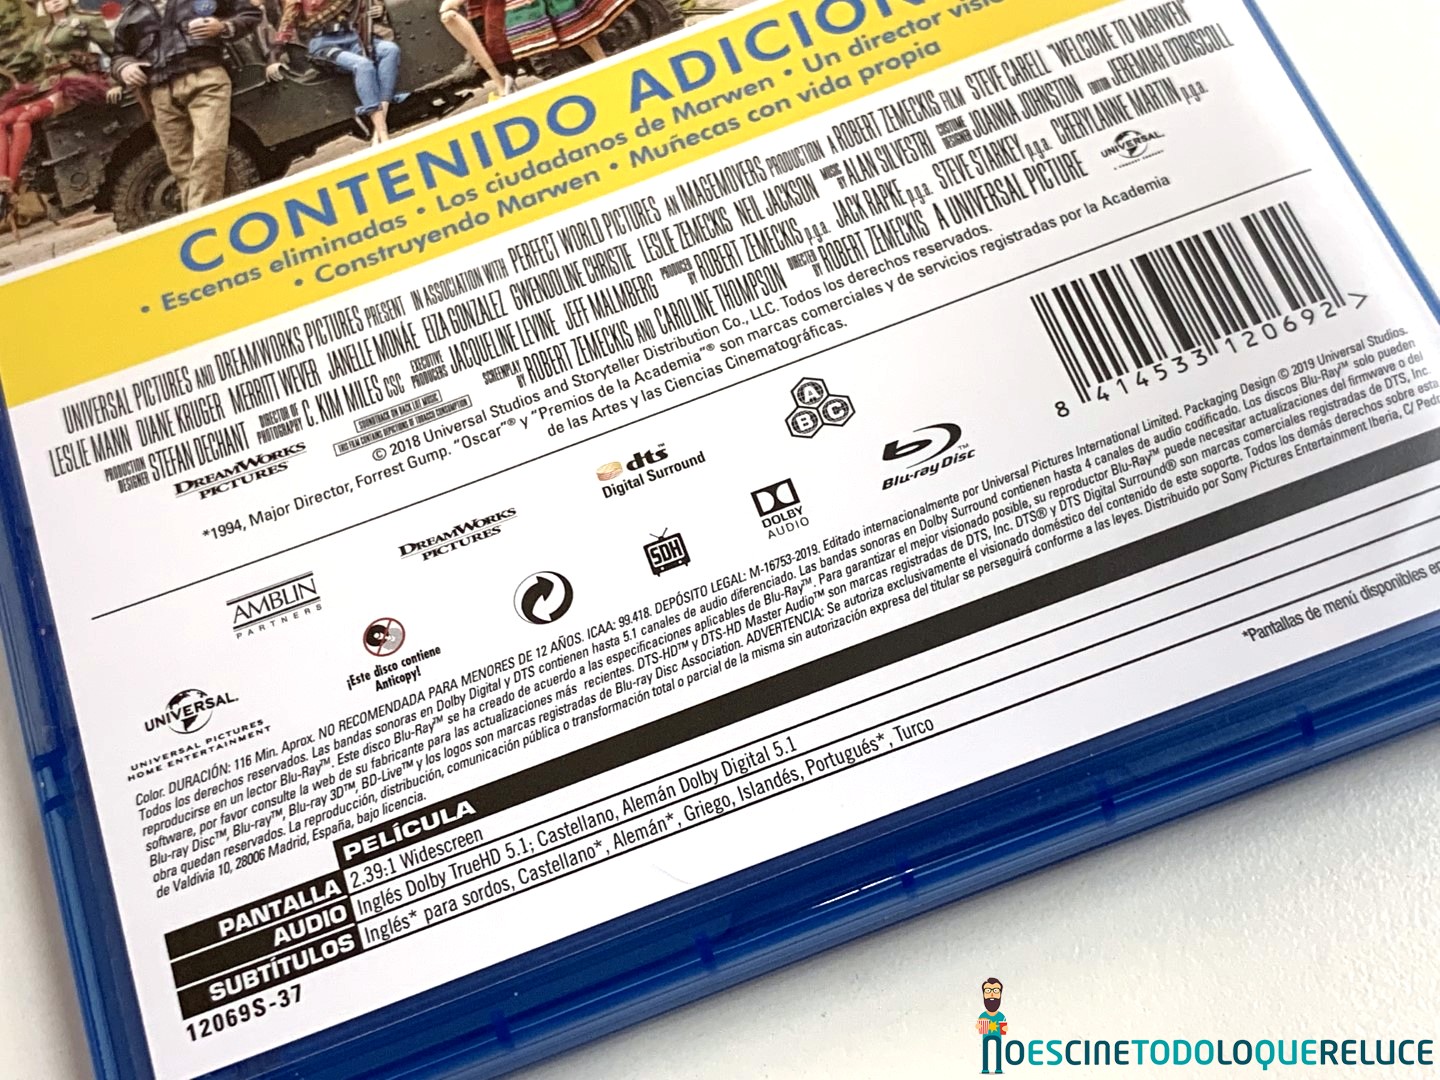 CONTENIDO ADICION
• Escenas eliminadas • Los ciudadanos de Marwen • Un director visio
• Construyendo Marwen • Muñecas con vida propia
UNIVERSAL PICTURES AND DREAMWORKS PICTURES PRESENT IN ASSOCIATION WITH PERFECT WORLD PICTURES AN IMAGEMOVERS PRODUCTION A ROBERT ZEMECKIS FILM STEVE CARELL "WELCOME TO MARWEN"
LESLIE MANN DIANE KRUGER MERRITT WEVER JANELLE MONÁE EIZA GONZALEZ GWENDOLINE CHRISTIE LESLIE ZEMECKIS NEIL JACKSON MUSIC BY ALAN SILVESTRI COSTUME DESIGNER JOANNA JOHNSTON EDITOR JEREMIAH O'DRISCOLL
PRODUCTION DESIGNER STEFAN DECHANT DIRECTOR OF PHOTOGRAPHY C. KIM MILES CSC EXECUTIVE PRODUCERS JACQUELINE LEVINE JEFF MALMBERG PRODUCED BY ROBERT ZEMECKIS p.g.a. JACK RAPKE p.g.a. STEVE STARKEY p.g.a. CHERYLANNE MARTIN p.g.a.
DREAMWORKS PICTURES SOUNDTRACK ON BACK LOT MUSIC SCREENPLAY BY ROBERT ZEMECKIS AND CAROLINE THOMPSON DIRECTED BY ROBERT ZEMECKIS A UNIVERSAL PICTURE UNIVERSAL
THIS FILM CONTAINS DEPICTIONS OF TOBACCO CONSUMPTION
© 2018 Universal Studios and Storyteller Distribution Co., LLC. Todos los derechos reservados.
*1994, Major Director, Forrest Gump. "Oscar"® y "Premios de la Academia"® son marcas comerciales y de servicios registradas por la Academia
de las Artes y las Ciencias Cinematográficas.
8 414533 120692 >
UNIVERSAL
UNIVERSAL PICTURES
HOME ENTERTAINMENT
AMBLIN
PARTNERS
¡Este disco contiene
Anticopy!
DREAMWORKS
PICTURES
dts
Digital Surround
SDH
DOLBY
AUDIO
A
B C
Blu-ray Disc
Color. DURACIÓN: 116 Min. Aprox. NO RECOMENDADA PARA MENORES DE 12 AÑOS. ICAA: 99.418. DEPÓSITO LEGAL: M-16753-2019. Editado internacionalmente por Universal Pictures International Limited. Packaging Design © 2019 Universal Studios.
Todos los derechos reservados. Las bandas sonoras en Dolby Digital y DTS contienen hasta 5.1 canales de audio diferenciado. Las bandas sonoras en Dolby Surround contienen hasta 4 canales de audio codificado. Los discos Blu-Ray™ solo pueden
reproducirse en un lector Blu-Ray™. Este disco Blu-Ray™ se ha creado de acuerdo a las especificaciones aplicables de Blu-Ray™. Para garantizar el mejor visionado posible, su reproductor Blu-Ray™ puede necesitar actualizaciones del firmware o del
software, por favor consulte la web de su fabricante para las actualizaciones más recientes. DTS-HD™ y DTS-HD Master Audio™ son marcas registradas de DTS, Inc. DTS® y DTS Digital Surround® son marcas comerciales registradas de DTS, Inc.
Blu-ray Disc™, Blu-ray™, Blu-ray 3D™, BD-Live™ y los logos son marcas registradas de Blu-ray Disc Association. ADVERTENCIA: Se autoriza exclusivamente el visionado doméstico del contenido de este soporte. Todos los demás derechos sobre esta
obra quedan reservados. La reproducción, distribución, comunicación pública o transformación total o parcial de la misma sin autorización expresa del titular se perseguirá conforme a las leyes. Distribuido por Sony Pictures Entertainment Iberia, C/ Pedr
de Valdivia 10, 28006 Madrid, España, bajo licencia.
PELÍCULA
PANTALLA 2.39:1 Widescreen
AUDIO Inglés Dolby TrueHD 5.1; Castellano, Alemán Dolby Digital 5.1
SUBTÍTULOS Inglés* para sordos, Castellano*, Alemán*, Griego, Islandés, Portugués*, Turco
*Pantallas de menú disponibles en
12069S-37
NOESCINETODOLOQUERELUCE